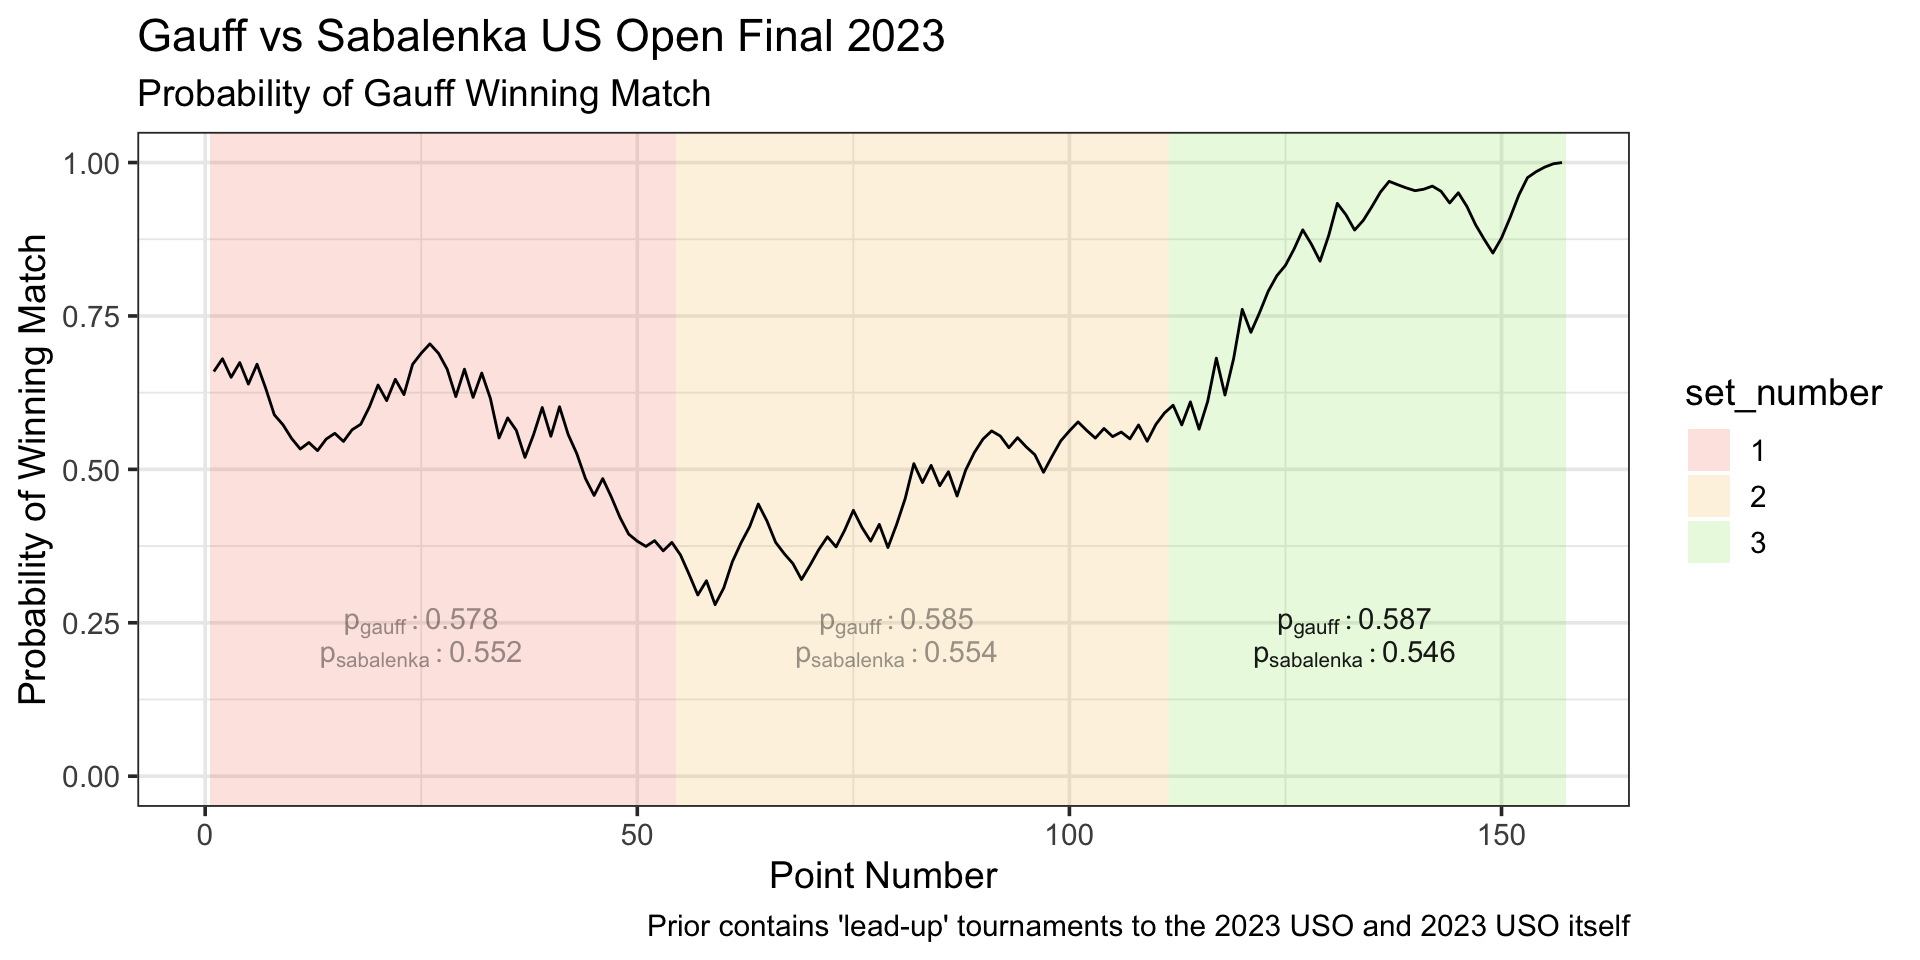 Gauff vs Sabalenka US Open Final 2023
Probability of Gauff Winning Match
Probability of Winning Match
1.00
0.75
0.50
0.25
0.00
pgauff : 0.578
psabalenka : 0.552
pgauff : 0.585
psabalenka : 0.554
pgauff : 0.587
psabalenka : 0.546
0 50 100 150
Point Number
set_number
1
2
3
Prior contains 'lead-up' tournaments to the 2023 USO and 2023 USO itself